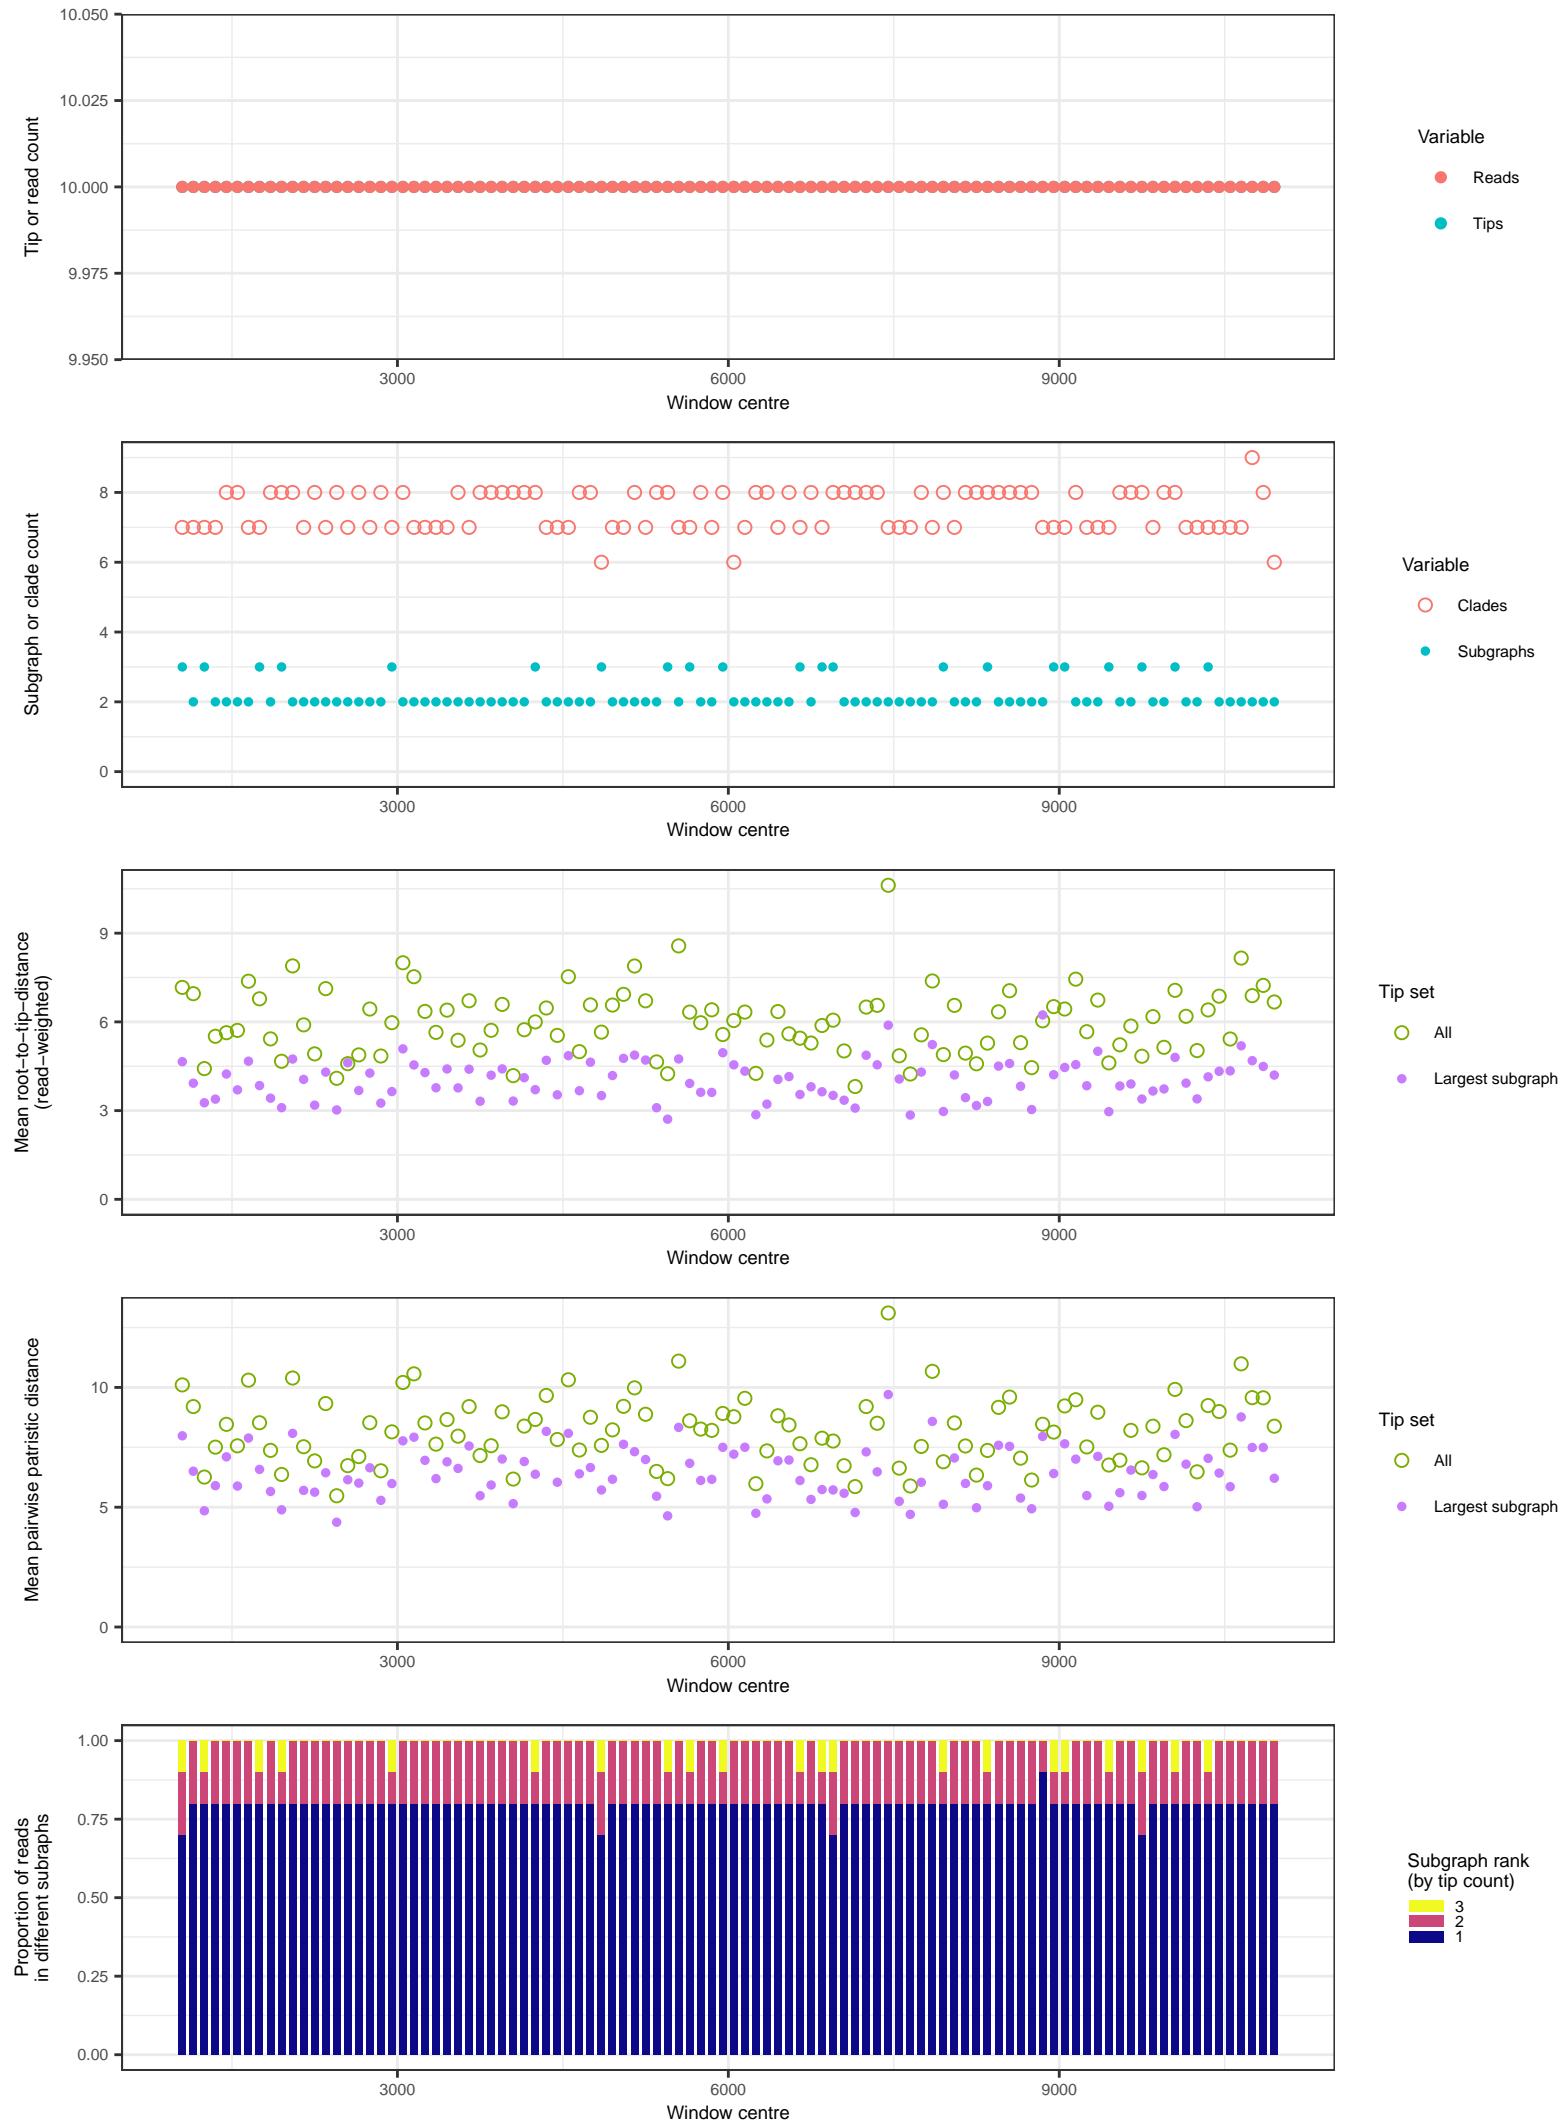 10.050
10.025
10.000
9.975
9.950
Tip or read count
3000 6000 9000
Window centre
Variable
Reads
Tips
8
6
4
2
0
Subgraph or clade count
3000 6000 9000
Window centre
Variable
Clades
Subgraphs
9
6
3
0
Mean root−to−tip−distance
(read−weighted)
3000 6000 9000
Window centre
Tip set
All
Largest subgraph
10
5
0
Mean pairwise patristic distance
3000 6000 9000
Window centre
Tip set
All
Largest subgraph
1.00
0.75
0.50
0.25
0.00
Proportion of reads
in different subraphs
3000 6000 9000
Window centre
Subgraph rank
(by tip count)
3
2
1